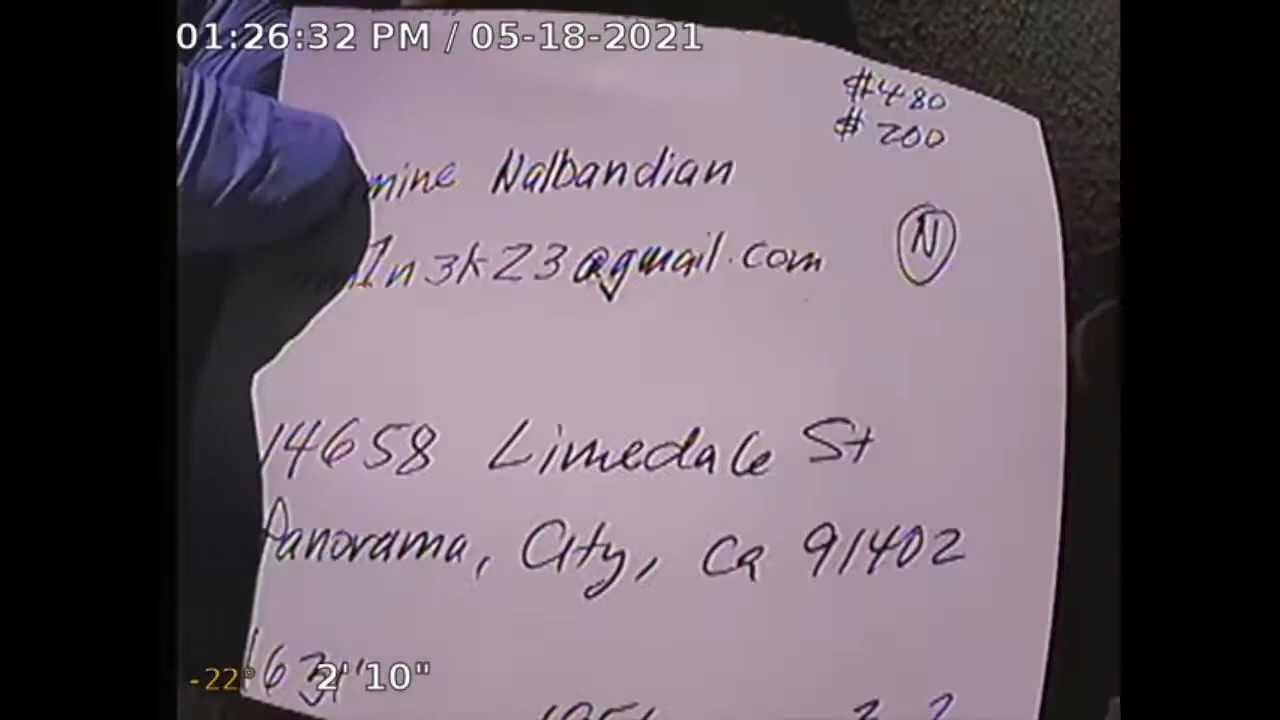 01:26:32 PM / 05-18-2021
$480
$200
mine Nalbandian
1n3kz3@gmail.com
N
14658 Limedale St
Panorama, City, Ca 91402
-22° 2'10"